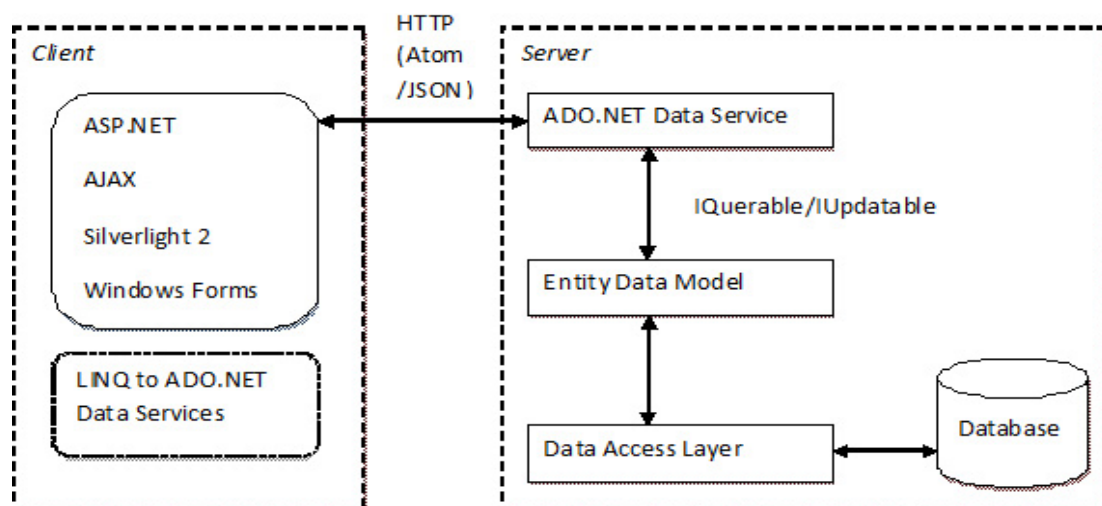 Client
HTTP
(Atom
/JSON)
Server
ASP.NET
AJAX
Silverlight 2
Windows Forms
LINQ to ADO.NET
Data Services
ADO.NET Data Service
IQuerable/IUpdatable
Entity Data Model
Data Access Layer
Database